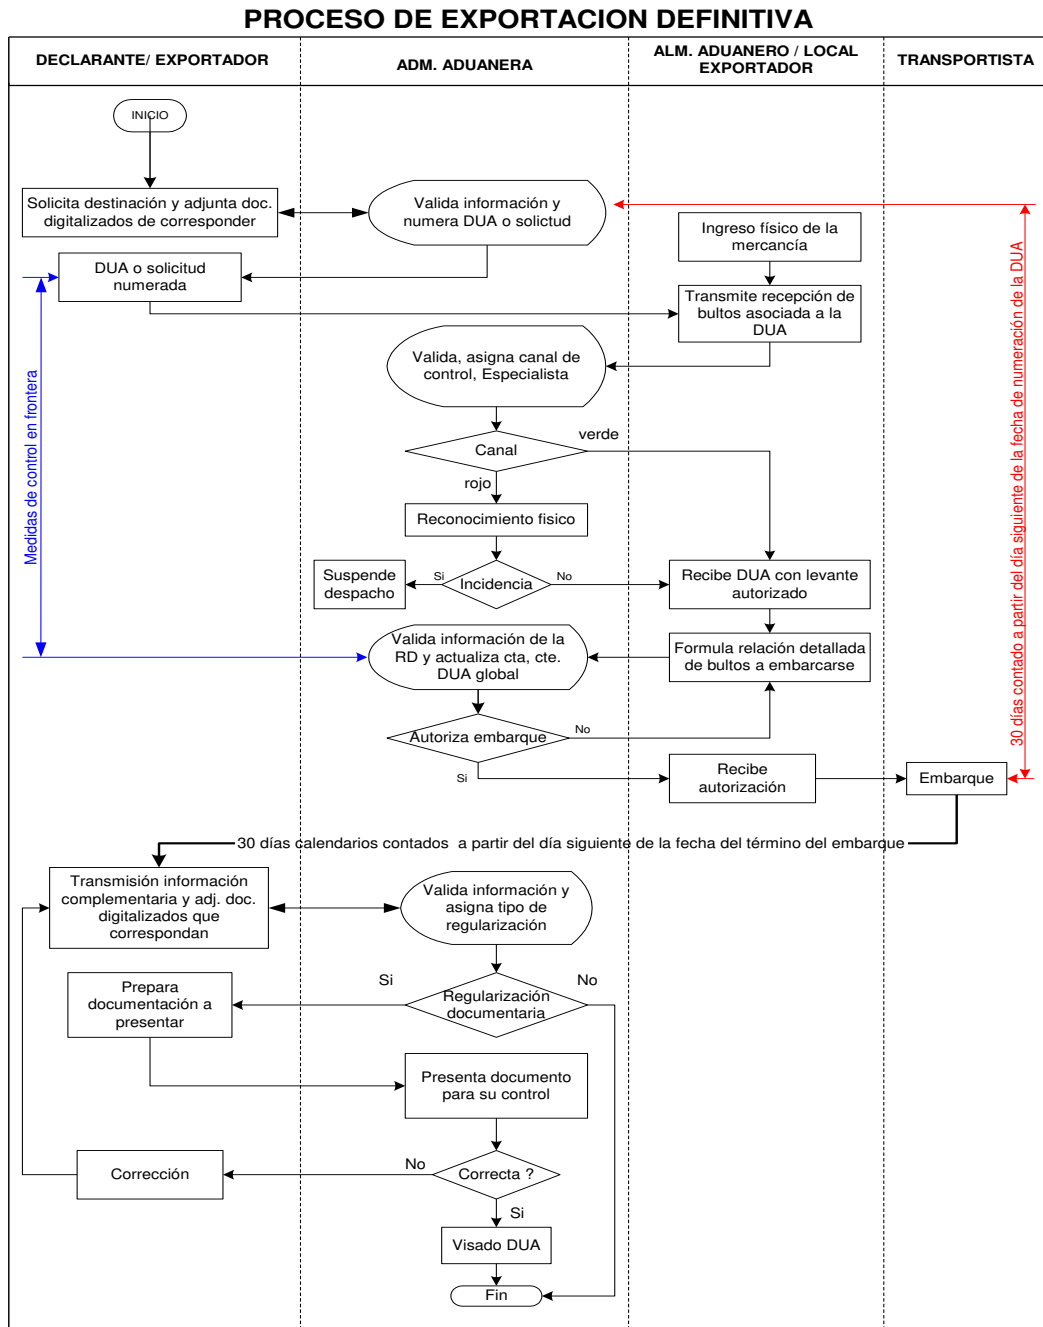 PROCESO DE EXPORTACION DEFINITIVA
DECLARANTE/ EXPORTADOR
ADM. ADUANERA
ALM. ADUANERO / LOCAL
EXPORTADOR
TRANSPORTISTA
INICIO
Solicita destinación y adjunta doc.
digitalizados de corresponder
Valida información y
numera DUA o solictud
Ingreso físico de la
mercancía
DUA o solicitud
numerada
Transmite recepción de
bultos asociada a la
DUA
Valida, asigna canal de
control, Especialista
Canal
verde
rojo
Reconocimiento fisico
Suspende
despacho
Si
Incidencia
No
Recibe DUA con levante
autorizado
Medidas de control en frontera
30 días contado a partir del día siguiente de la fecha de numeración de la DUA
Valida información de la
RD y actualiza cta, cte.
DUA global
Formula relación detallada
de bultos a embarcarse
Autoriza embarque
No
Si
Recibe
autorización
Embarque
30 días calendarios contados  a partir del día siguiente de la fecha del término del embarque
Transmisión información
complementaria y adj. doc.
digitalizados que
correspondan
Valida información y
asigna tipo de
regularización
Si
No
Regularización
documentaria
Prepara
documentación a
presentar
Presenta documento
para su control
Corrección
No
Correcta ?
Si
Visado DUA
Fin